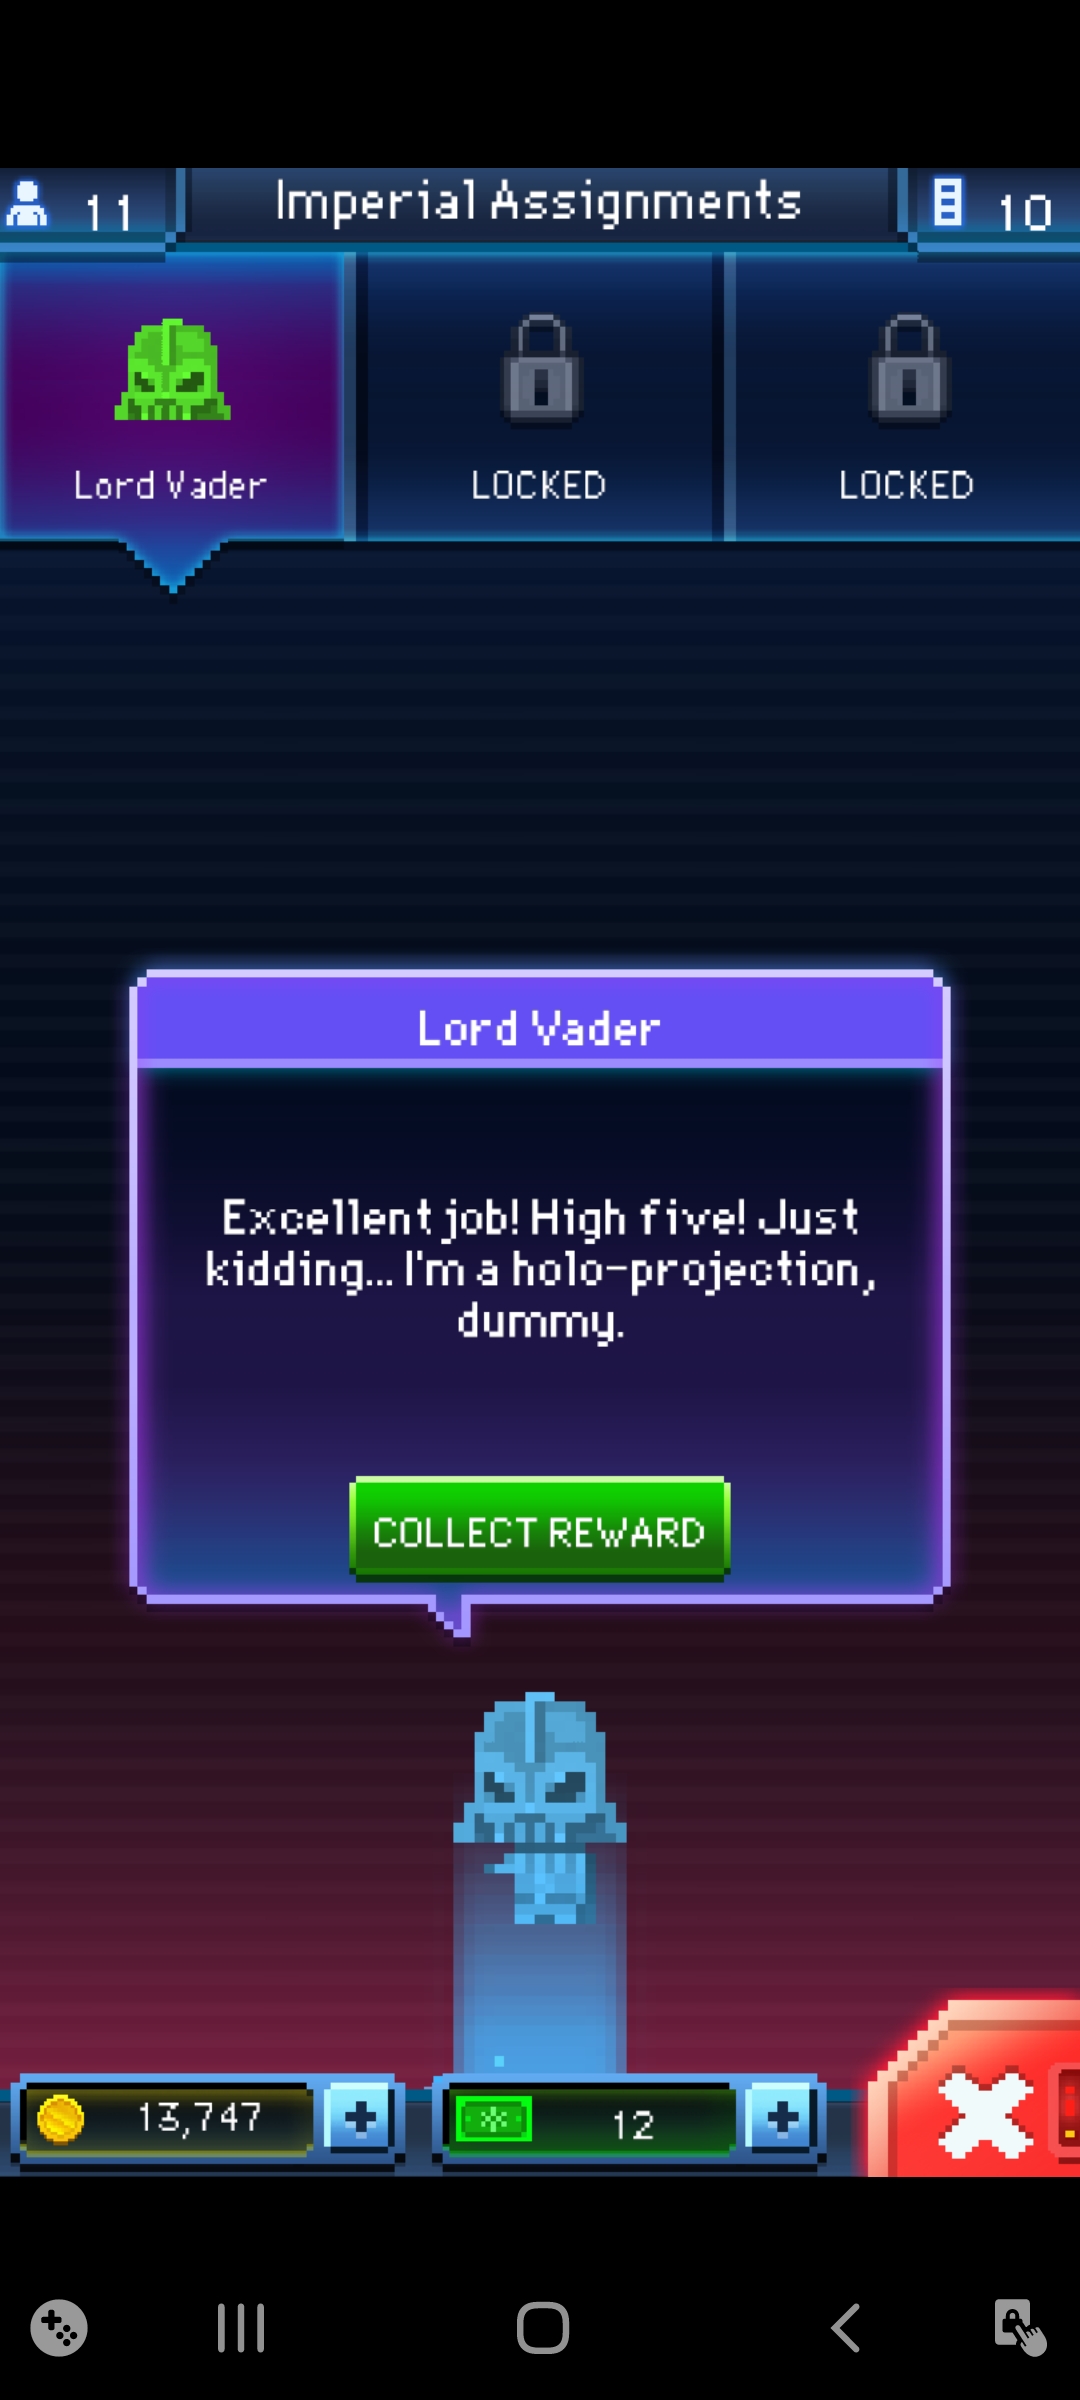 11
Imperial Assignments
10
Lord Vader
LOCKED
LOCKED
Lord Vader
Excellent job! High five! Just
kidding... I'm a holo-projection,
dummy.
COLLECT REWARD
13,747
12